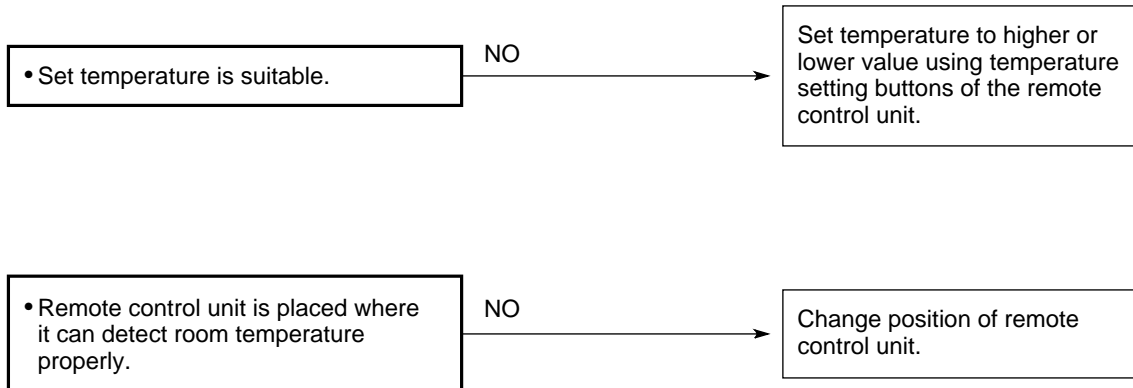 • Set temperature is suitable.
NO
Set temperature to higher or
lower value using temperature
setting buttons of the remote
control unit.
• Remote control unit is placed where
it can detect room temperature
properly.
NO
Change position of remote
control unit.